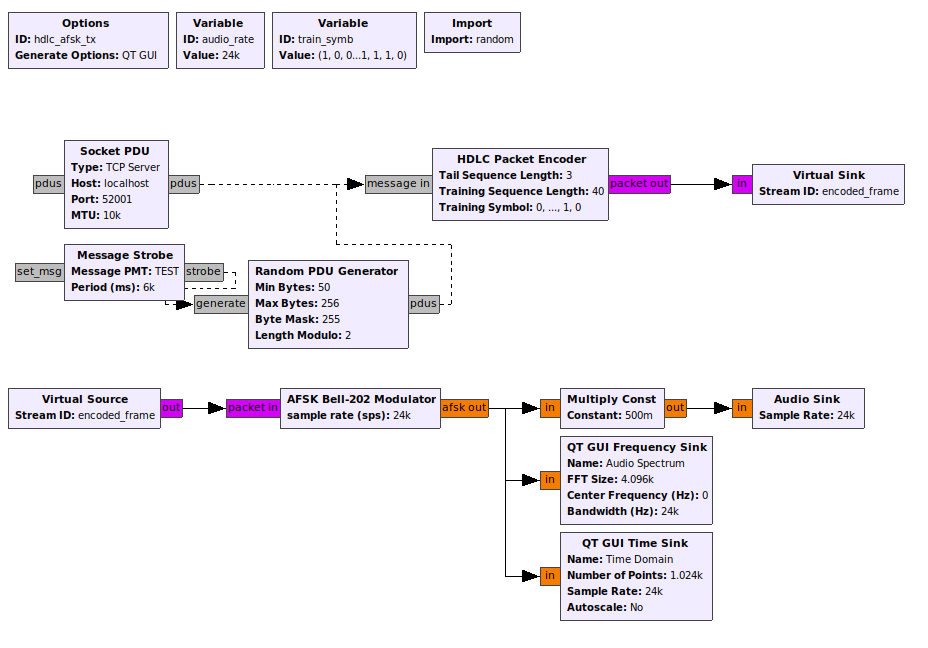 Options
ID: hdlc_afsk_tx
Generate Options: QT GUI
Variable
ID: audio_rate
Value: 24k
Variable
ID: train_symb
Value: (1, 0, 0...1, 1, 1, 0)
Import
Import: random
pdus
Socket PDU
Type: TCP Server
Host: localhost
Port: 52001
MTU: 10k
pdus
message in
HDLC Packet Encoder
Tail Sequence Length: 3
Training Sequence Length: 40
Training Symbol: 0, ..., 1, 0
packet out
in
Virtual Sink
Stream ID: encoded_frame
set_msg
Message Strobe
Message PMT: TEST
Period (ms): 6k
strobe
generate
Random PDU Generator
Min Bytes: 50
Max Bytes: 256
Byte Mask: 255
Length Modulo: 2
pdus
Virtual Source
Stream ID: encoded_frame
out
packet in
AFSK Bell-202 Modulator
sample rate (sps): 24k
afsk out
in
Multiply Const
Constant: 500m
out
in
Audio Sink
Sample Rate: 24k
in
QT GUI Frequency Sink
Name: Audio Spectrum
FFT Size: 4.096k
Center Frequency (Hz): 0
Bandwidth (Hz): 24k
in
QT GUI Time Sink
Name: Time Domain
Number of Points: 1.024k
Sample Rate: 24k
Autoscale: No